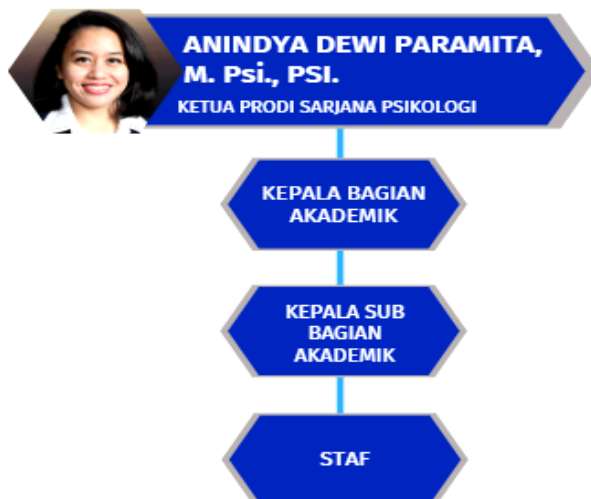 ANINDYA DEWI PARAMITA,
M. Psi., PSI.
KETUA PRODI SARJANA PSIKOLOGI
KEPALA BAGIAN
AKADEMIK
KEPALA SUB
BAGIAN
AKADEMIK
STAF